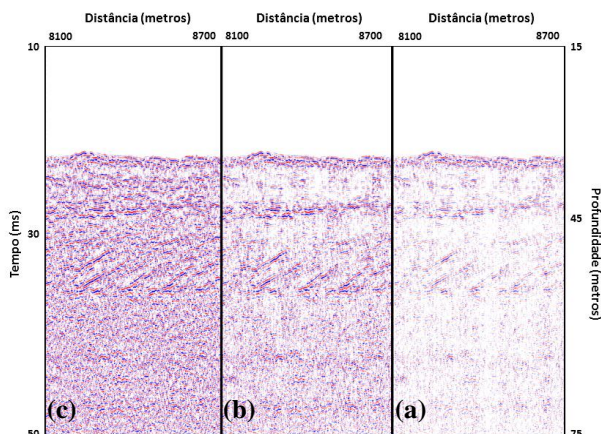 Distância (metros) Distância (metros) Distância (metros)
8100 8700 8100 8700 8100 8700
10 15
30 45
50 75
Tempo (ms)
Profundidade (metros)
(c) (b) (a)